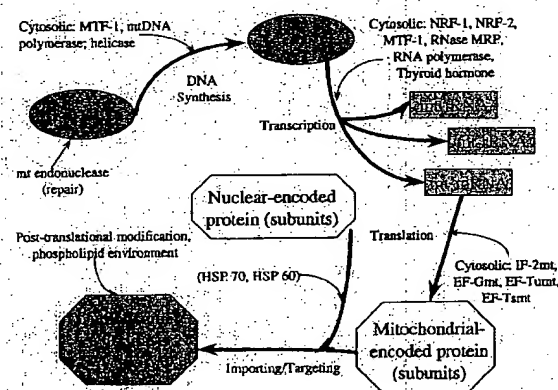 Cytosolic: MTF-1, mtDNA
polymerase; helicase
DNA
Synthesis
mt endonuclease
(repair)
Cytosolic: NRF-1, NRF-2,
MTF-1, RNase MRP,
RNA polymerase,
Thyroid hormone
Transcription
Nuclear-encoded
protein (subunits)
Translation
Post-translational modification,
phospholipid environment
(HSP 70, HSP 60)
Cytosolic: IF-2mt,
EF-Gmt, EF-Tumt,
EF-Tsmt
Mitochondrial-
encoded protein
(subunits)
Importing/Targeting